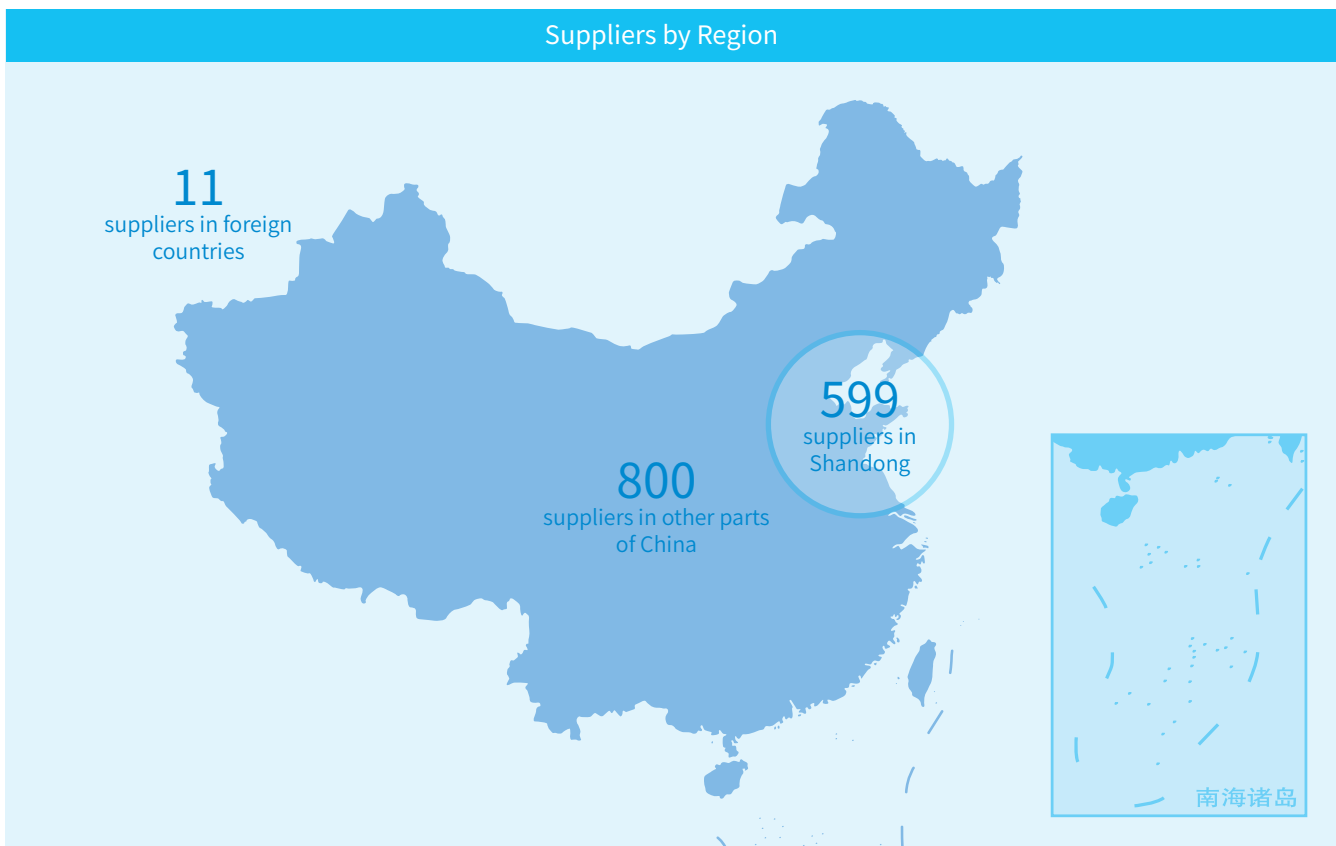 Suppliers by Region
11
suppliers in foreign
countries
599
suppliers in
Shandong
800
suppliers in other parts
of China
南海诸岛